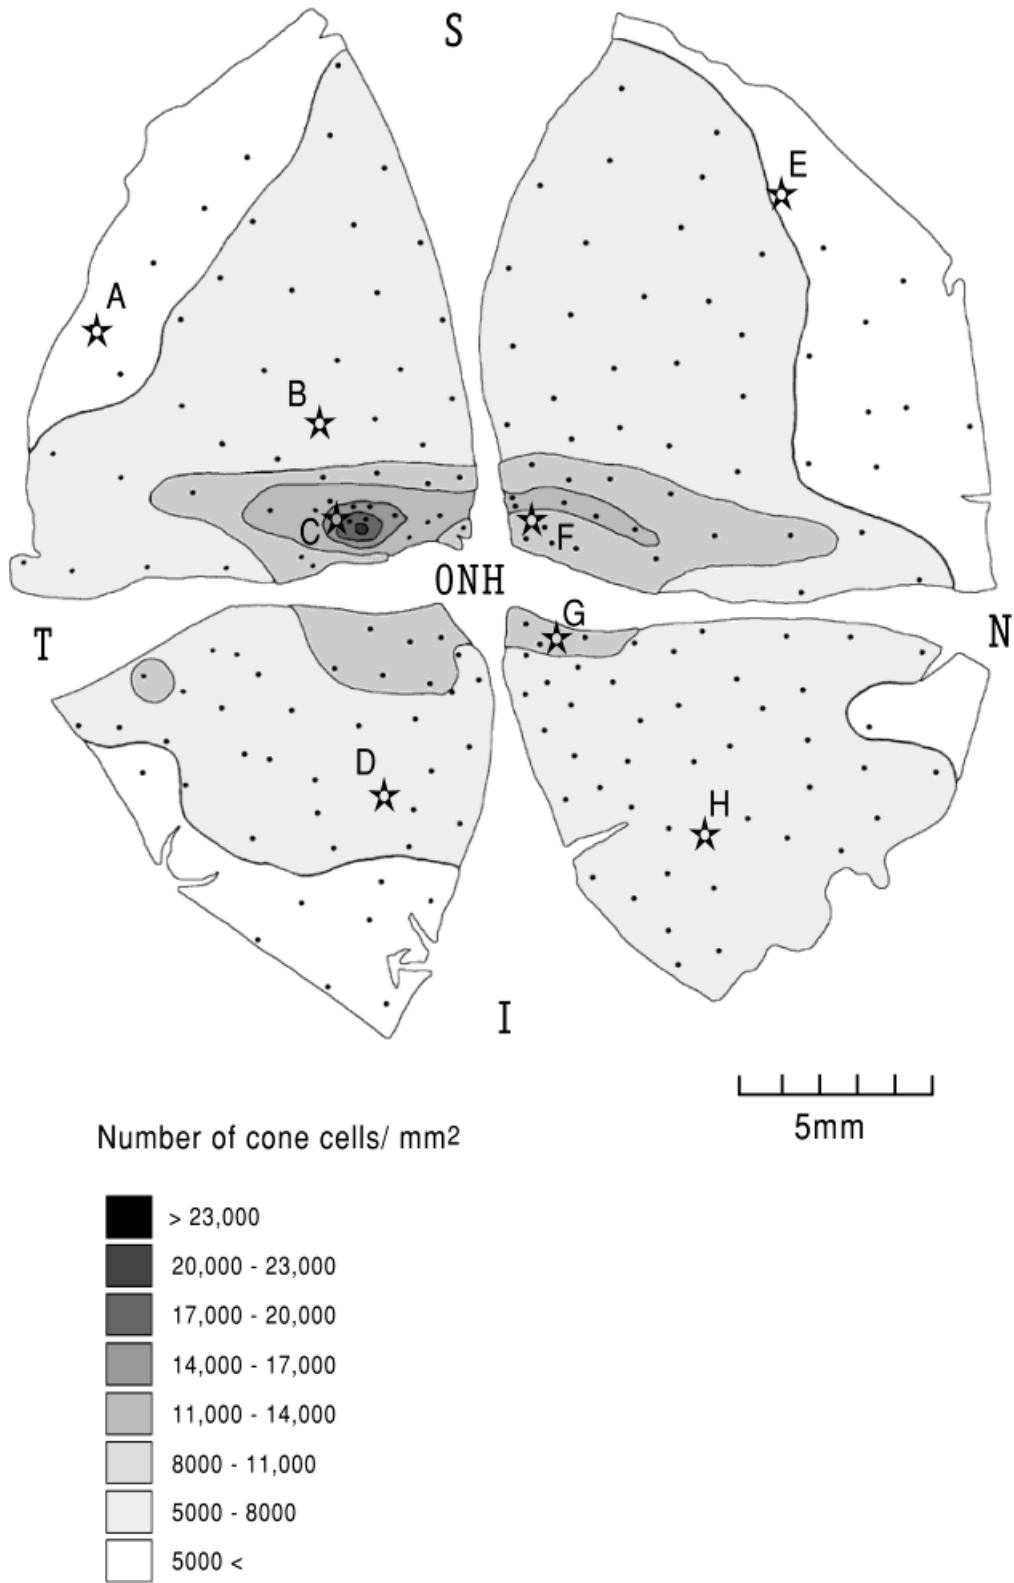 S
E
A
B
C
F
ONH
G
T
N
D
H
I
5mm
Number of cone cells/ mm2
> 23,000
20,000 - 23,000
17,000 - 20,000
14,000 - 17,000
11,000 - 14,000
8000 - 11,000
5000 - 8000
5000 <